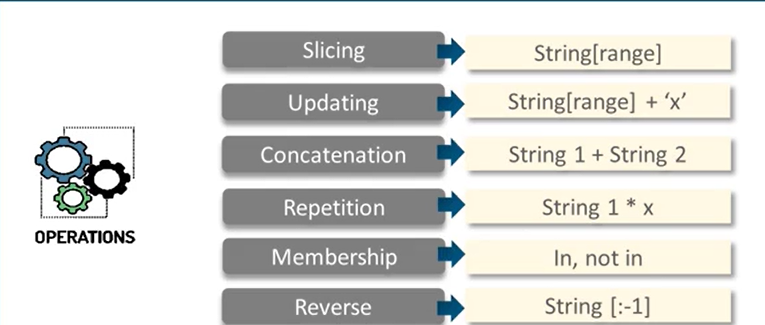 Slicing String[range]
Updating String[range] + ‘x’
Concatenation String 1 + String 2
Repetition String 1 * x
OPERATIONS
Membership In, not in
Reverse String [:-1]